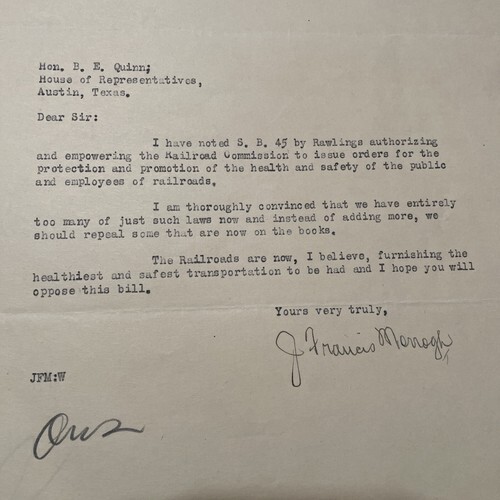 Hon. B. E. Quinn;
House of Representatives,
Austin, Texas.
Dear Sir:
I have noted S. B. 45 by Rawlings authorizing
and empowering the Railroad Commission to issue orders for the
protection and promotion of the health and safety of the public
and employees of railroads.
I am thoroughly convinced that we have entirely
too many of just such laws now and instead of adding more, we
should repeal some that are now on the books.
The Railroads are now, I believe, furnishing the
healthiest and safest transportation to be had and I hope you will
oppose this bill.
Yours very truly,
J Francis
JFM:W